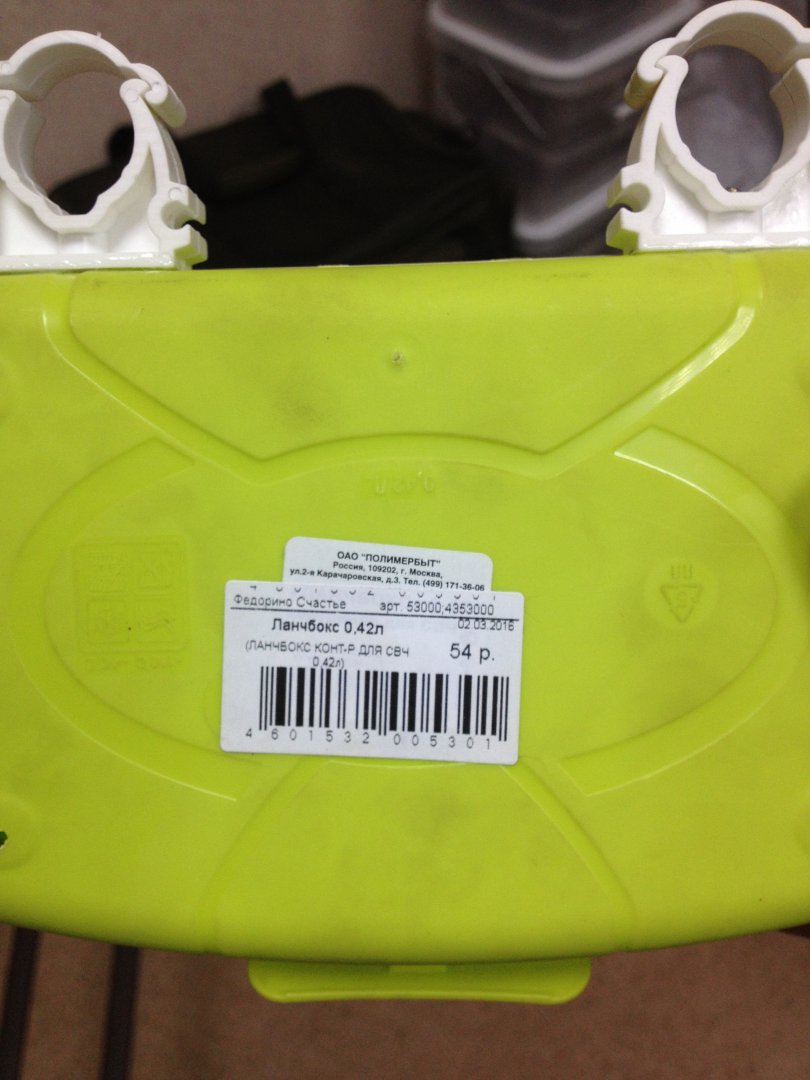 ОАО "ПОЛИМЕРБЫТ"
Россия, 109202, г. Москва,
ул.2-я Карачаровская, д.3. Тел. (499) 171-36-06
Федорино Счастье арт. 53000;4353000
02.03.2016
Ланчбокс 0,42л
(ЛАНЧБОКС КОНТ-Р ДЛЯ СВЧ
0,42л)
54 р.
4 601532 005301